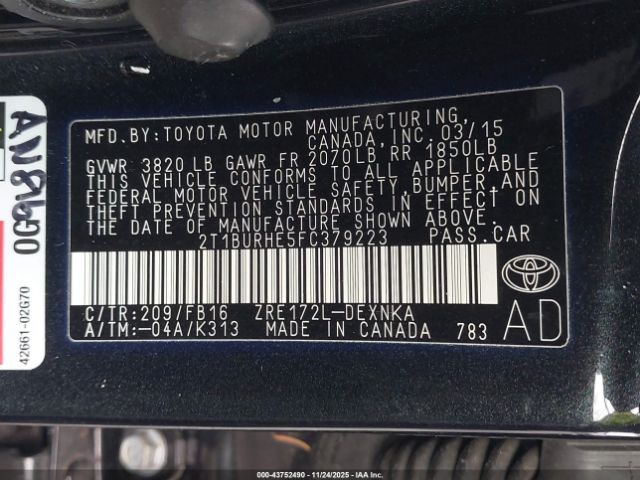 MFD. BY: TOYOTA MOTOR MANUFACTURING,
CANADA, INC. 03/15
GVWR 3820 LB GAWR FR 2070LB RR 1850LB
THIS VEHICLE CONFORMS TO ALL APPLICABLE
FEDERAL MOTOR VEHICLE SAFETY, BUMPER, AND
THEFT PREVENTION STANDARDS IN EFFECT ON
THE DATE OF MANUFACTURE SHOWN ABOVE.
2T1BURHE5FC379223 PASS. CAR
C/TR: 209/FB16 ZRE172L-DEXNKA
A/TM: -04A/K313 MADE IN CANADA 783
AD
42661-02G70
000-43752490 - 11/24/2025 - IAA Inc.